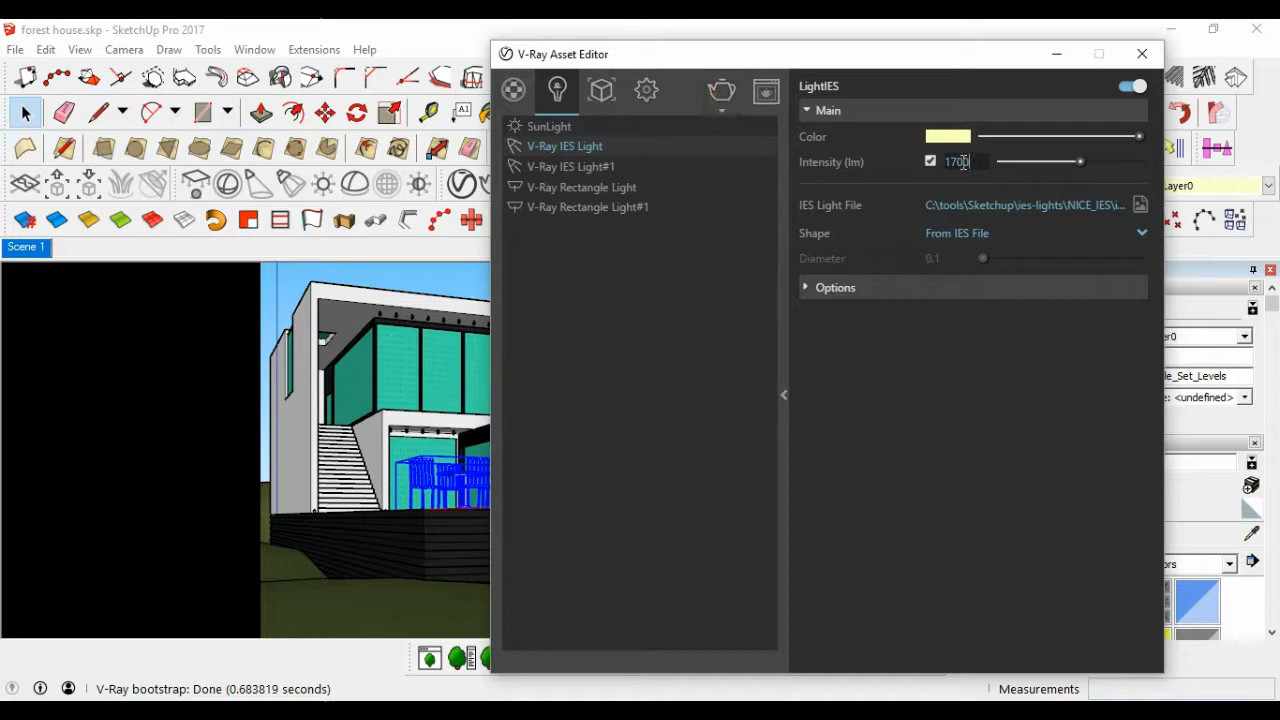 forest house.skp - SketchUp Pro 2017
File Edit View Camera Draw Tools Window Extensions Help
A1
Scene 1
V-Ray Asset Editor
SunLight
V-Ray IES Light
V-Ray IES Light#1
V-Ray Rectangle Light
V-Ray Rectangle Light#1
LightIES
Main
Color
Intensity (lm)
IES Light File C:\tools\Sketchup\ies-lights\NICE_IES\i...
Shape From IES File
Diameter 0.1
Options
Layer0
er0
le_Set_Levels
: <undefined>
ors
V-Ray bootstrap: Done (0.683819 seconds)
Measurements